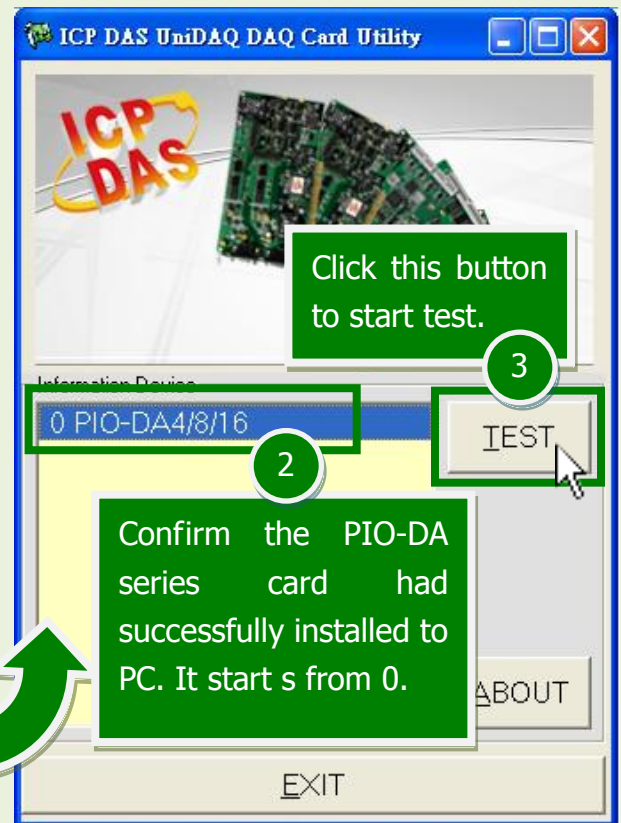 ICP DAS UniDAQ DAQ Card Utility
ICP
DAS
Click this button
to start test.
3
Information Device
0 PIO-DA4/8/16
TEST
2
Confirm the PIO-DA
series card had
successfully installed to
PC. It start s from 0.
ABOUT
EXIT